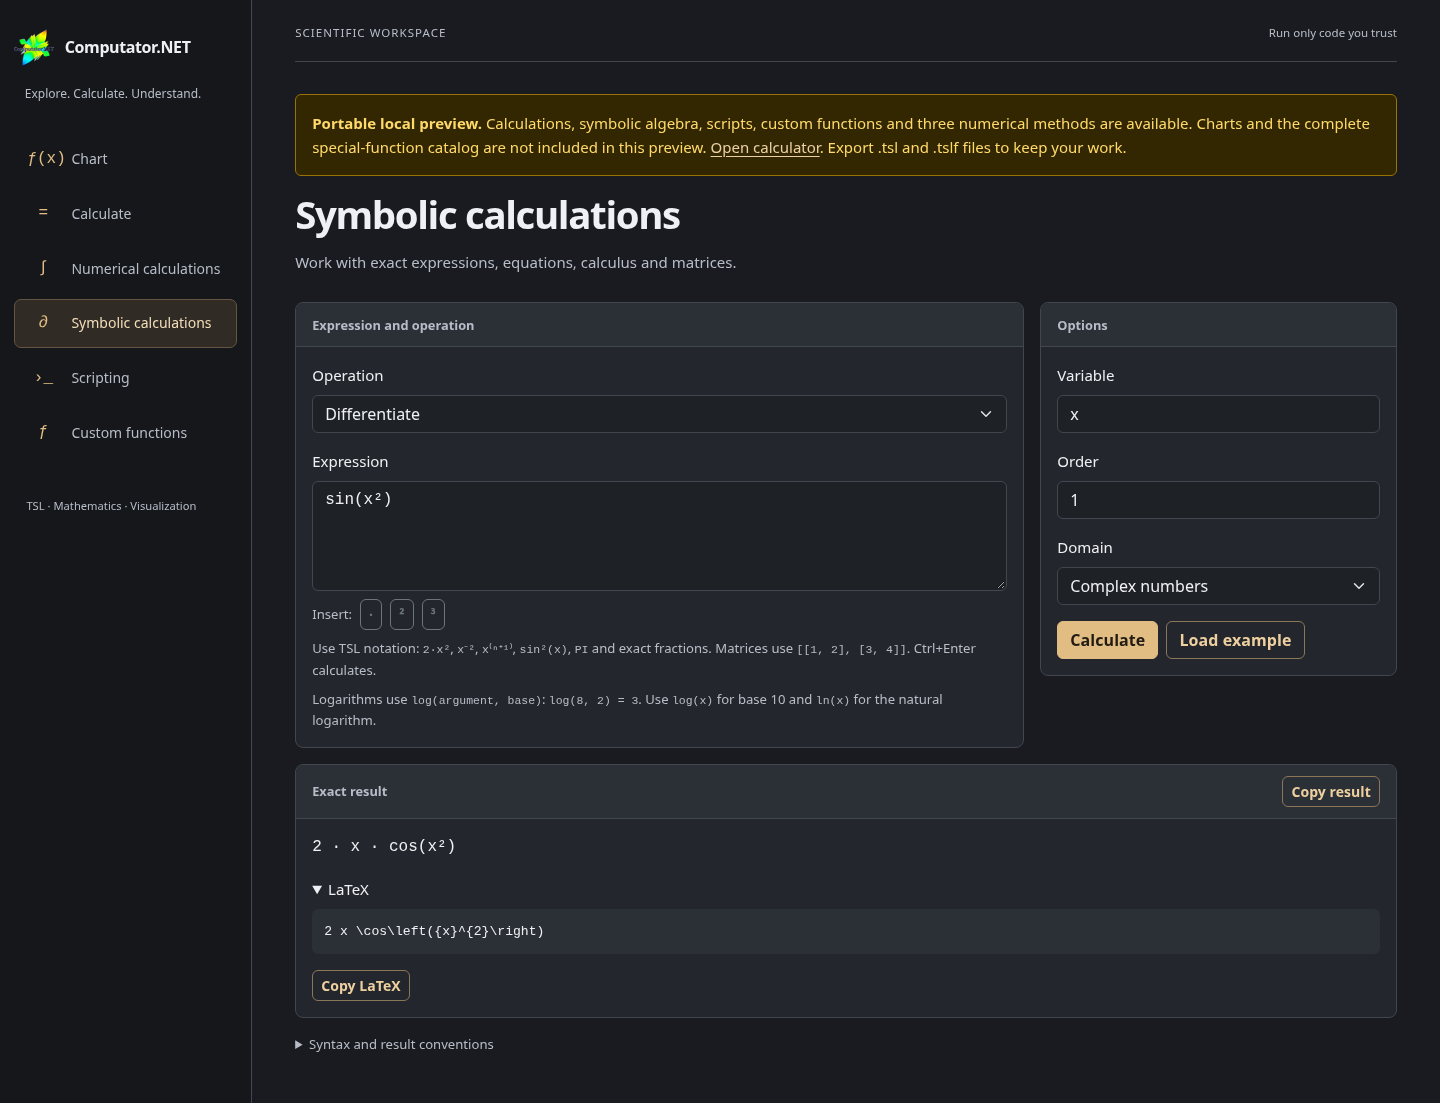 Computator.NET
Explore. Calculate. Understand.
ƒ(x) Chart
= Calculate
∫ Numerical calculations
∂ Symbolic calculations
›_ Scripting
ƒ Custom functions
TSL · Mathematics · Visualization
SCIENTIFIC WORKSPACE
Run only code you trust
Portable local preview. Calculations, symbolic algebra, scripts, custom functions and three numerical methods are available. Charts and the complete
special-function catalog are not included in this preview. Open calculator. Export .tsl and .tslf files to keep your work.
Symbolic calculations
Work with exact expressions, equations, calculus and matrices.
Expression and operation
Operation
Differentiate
Expression
sin(x²)
Insert: · ² ³
Use TSL notation: 2·x², x⁻², x⁽ⁿ⁺¹⁾, sin²(x), PI and exact fractions. Matrices use [[1, 2], [3, 4]]. Ctrl+Enter
calculates.
Logarithms use log(argument, base): log(8, 2) = 3. Use log(x) for base 10 and ln(x) for the natural
logarithm.
Options
Variable
x
Order
1
Domain
Complex numbers
Calculate
Load example
Exact result
Copy result
2 · x · cos(x²)
▼ LaTeX
2 x \cos\left({x}^{2}\right)
Copy LaTeX
▶ Syntax and result conventions